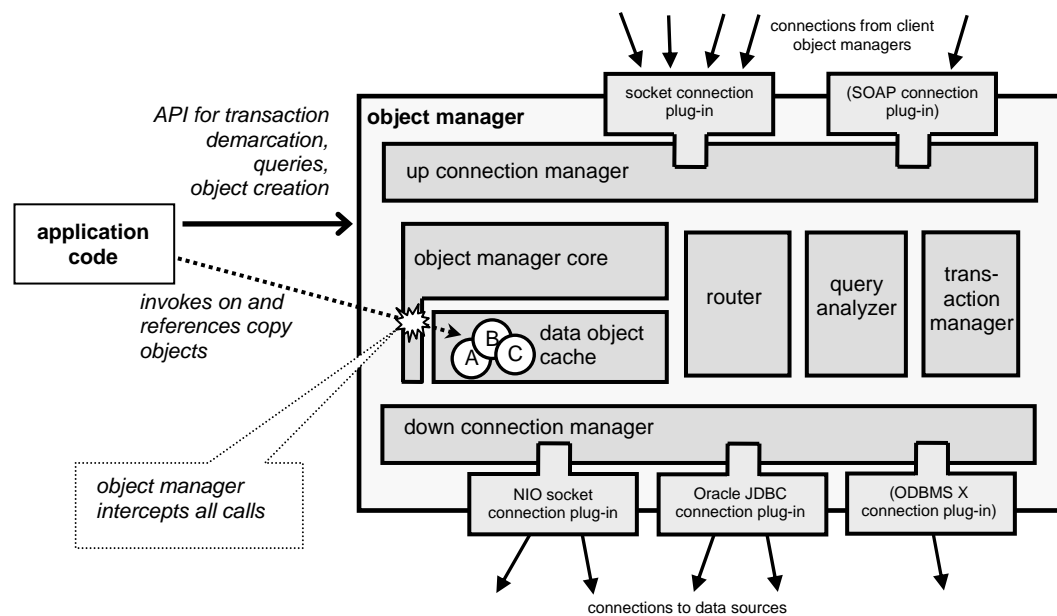 connections from client
object managers
socket connection
plug-in
(SOAP connection
plug-in)
API for transaction
demarcation,
queries,
object creation
object manager
up connection manager
application
code
object manager core
router
query
analyzer
trans-
action
manager
invokes on and
references copy
objects
data object
cache
A
B
C
down connection manager
object manager
intercepts all calls
NIO socket
connection plug-in
Oracle JDBC
connection plug-in
(ODBMS X
connection plug-in)
connections to data sources